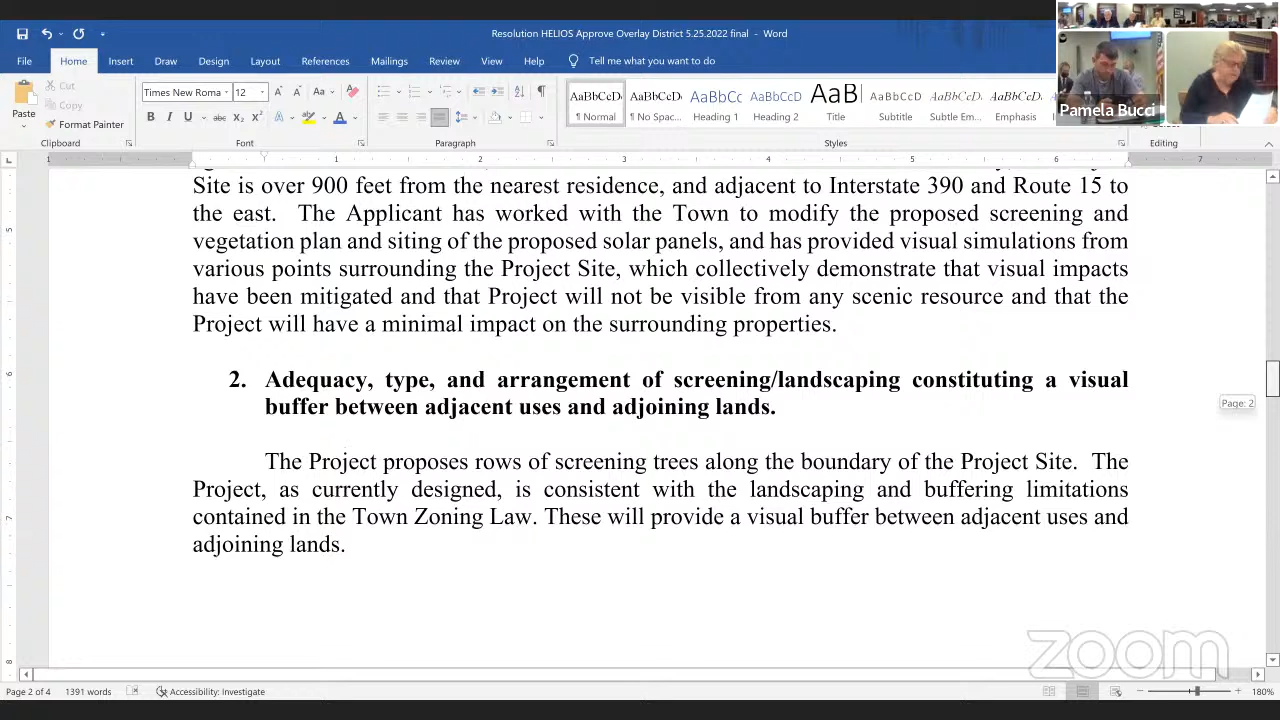 Resolution HELIOS Approve Overlay District 5.25.2022 final - Word
File Home Insert Draw Design Layout References Mailings Review View Help Tell me what you want to do
Paste
Cut
Copy
Format Painter
Clipboard
Times New Roma 12
Font
Paragraph
AaBbCcDc AaBbCcDc AaBbCc AaBbCcD AaB AaBbCcD AaBbCcD AaBbCcD
¶ Normal ¶ No Spac... Heading 1 Heading 2 Title Subtitle Subtle Em... Emphasis
Styles
Editing
Pamela Bucci
Site is over 900 feet from the nearest residence, and adjacent to Interstate 390 and Route 15 to
the east. The Applicant has worked with the Town to modify the proposed screening and
vegetation plan and siting of the proposed solar panels, and has provided visual simulations from
various points surrounding the Project Site, which collectively demonstrate that visual impacts
have been mitigated and that Project will not be visible from any scenic resource and that the
Project will have a minimal impact on the surrounding properties.
2. Adequacy, type, and arrangement of screening/landscaping constituting a visual
buffer between adjacent uses and adjoining lands.
Page: 2
The Project proposes rows of screening trees along the boundary of the Project Site. The
Project, as currently designed, is consistent with the landscaping and buffering limitations
contained in the Town Zoning Law. These will provide a visual buffer between adjacent uses and
adjoining lands.
zoom
Page 2 of 4 1391 words Accessibility: Investigate 180%